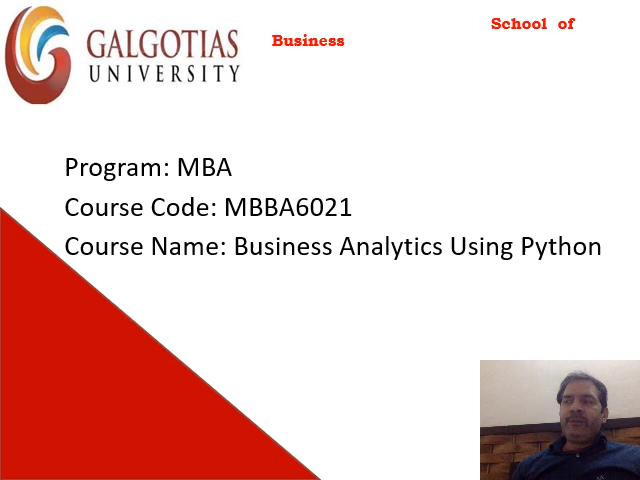 GALGOTIAS
UNIVERSITY
School of
Business
Program: MBA
Course Code: MBBA6021
Course Name: Business Analytics Using Python